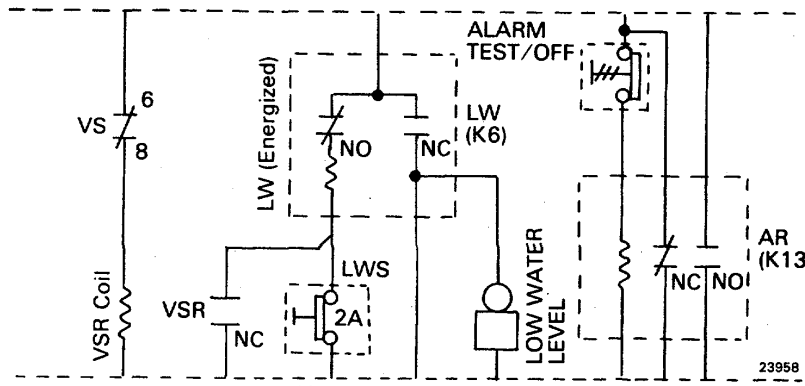 ALARM
TEST/OFF
6
VS
8
LW (Energized)
LW
(K6)
NO
NC
VSR Coil
VSR
NC
LWS
2A
LOW WATER
LEVEL
AR
(K13
NC
NO
23958